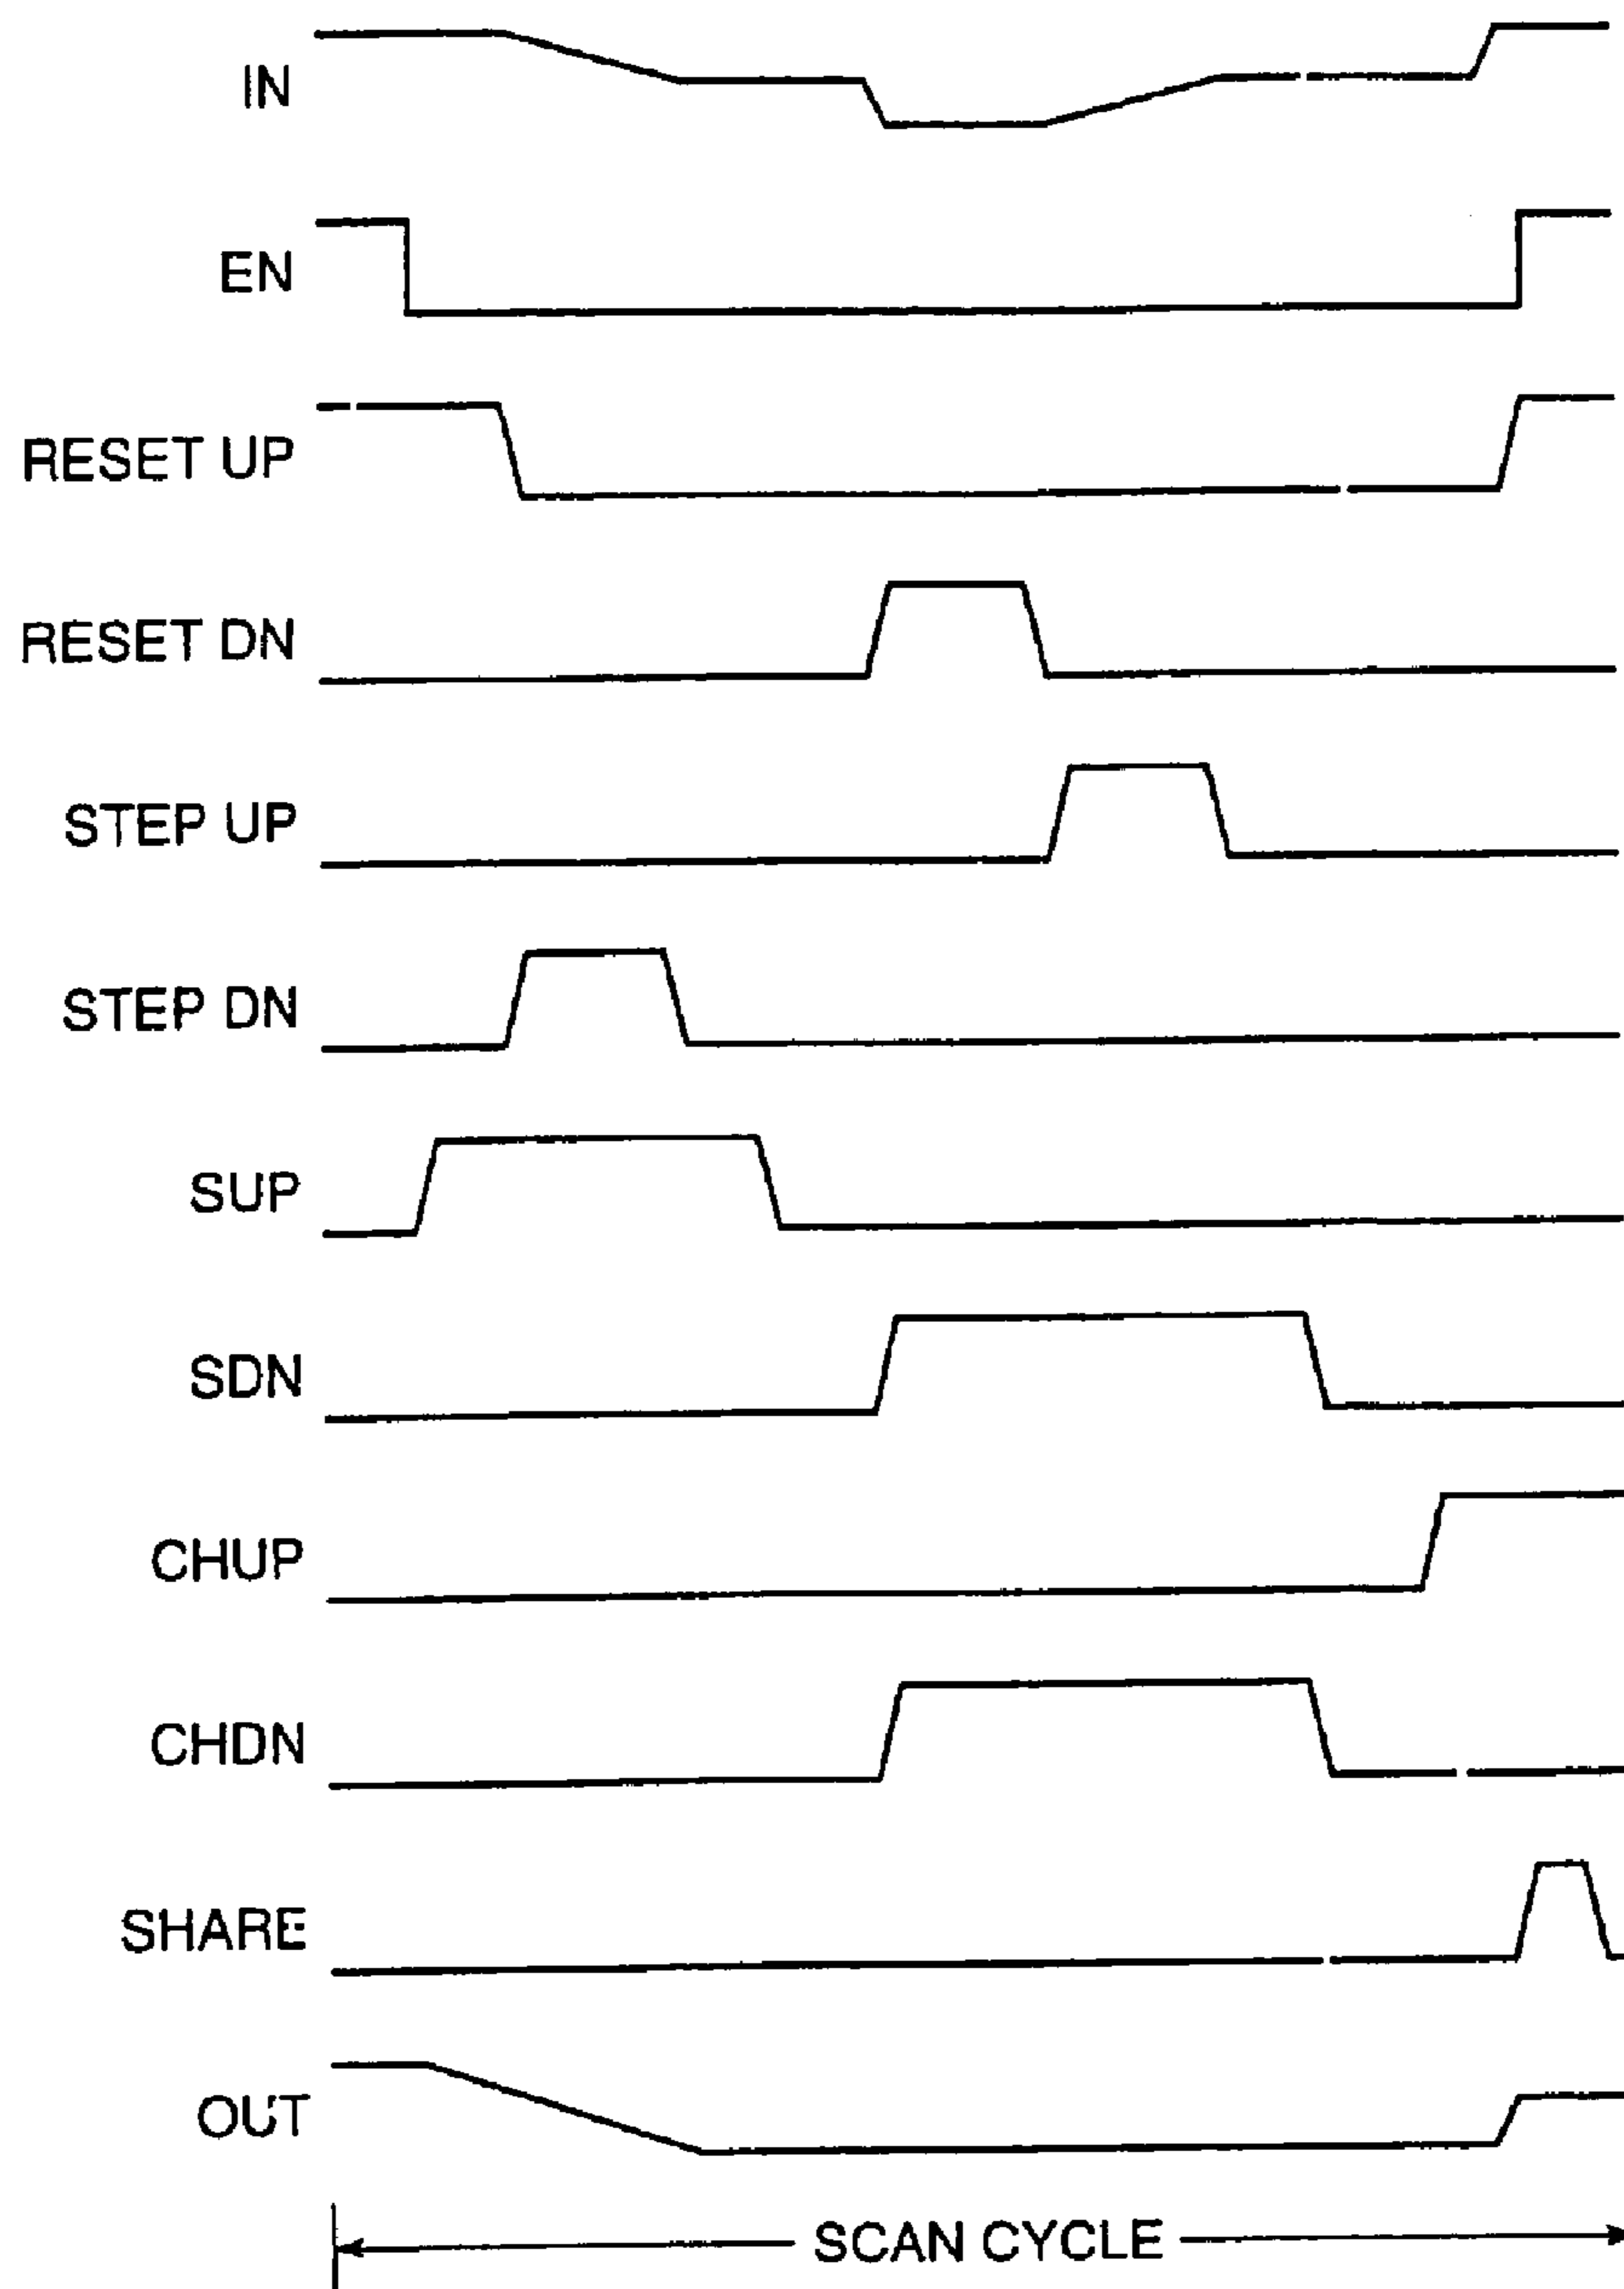 IN
EN
RESET UP
RESET DN
STEP UP
STEP DN
SUP
SDN
CHUP
CHDN
SHARE
OUT
SCAN CYCLE